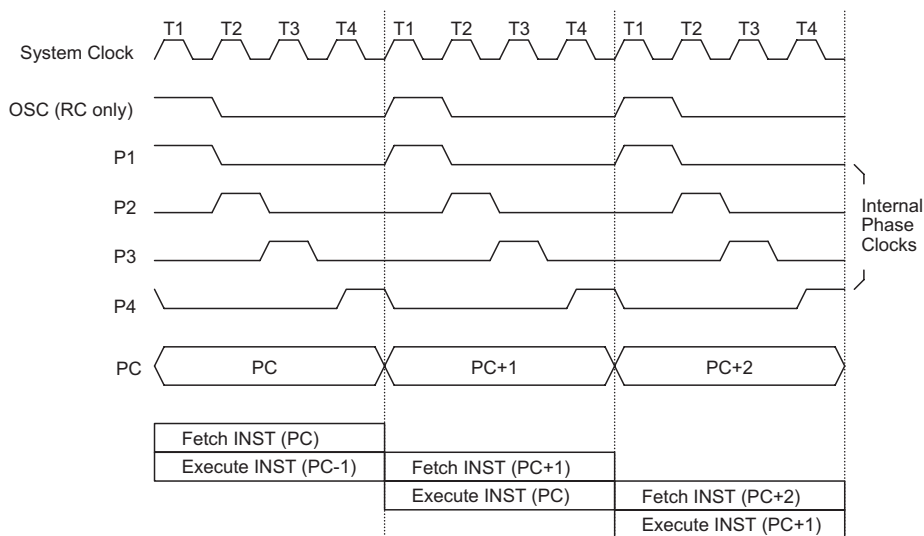 T1 T2 T3 T4 T1 T2 T3 T4 T1 T2 T3 T4
System Clock
OSC (RC only)
P1
P2
P3
P4
Internal
Phase
Clocks
PC PC PC+1 PC+2
Fetch INST (PC)
Execute INST (PC-1) Fetch INST (PC+1)
Execute INST (PC) Fetch INST (PC+2)
Execute INST (PC+1)